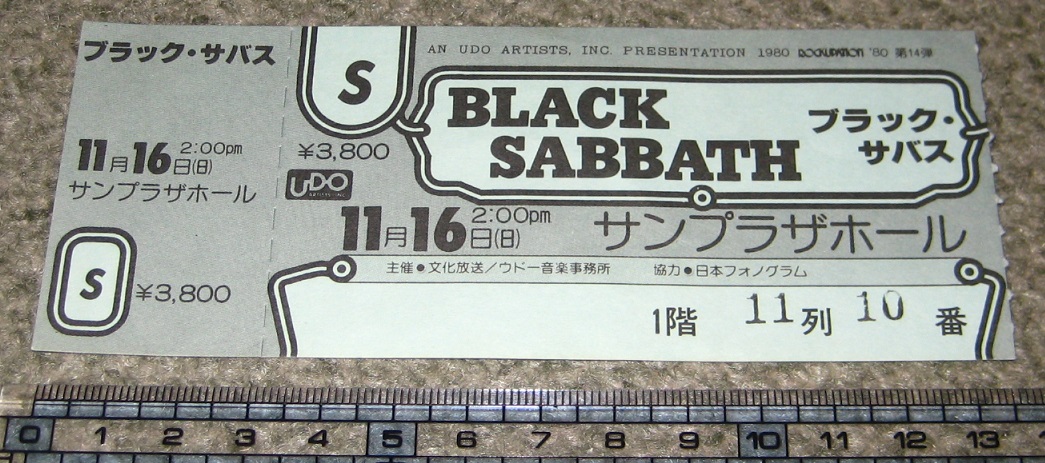 ブラック・サバス
11月16日(日) 2:00pm
サンプラザホール
S ¥3,800
S
¥3,800
UDO
AN UDO ARTISTS, INC. PRESENTATION 1980 ROCKUPATION '80 第14弾
BLACK SABBATH
ブラック・サバス
11月16日(日) 2:00pm サンプラザホール
主催●文化放送/ウドー音楽事務所 協力●日本フォノグラム
1階 11列 10番
0 1 2 3 4 5 6 7 8 9 10 11 12 13